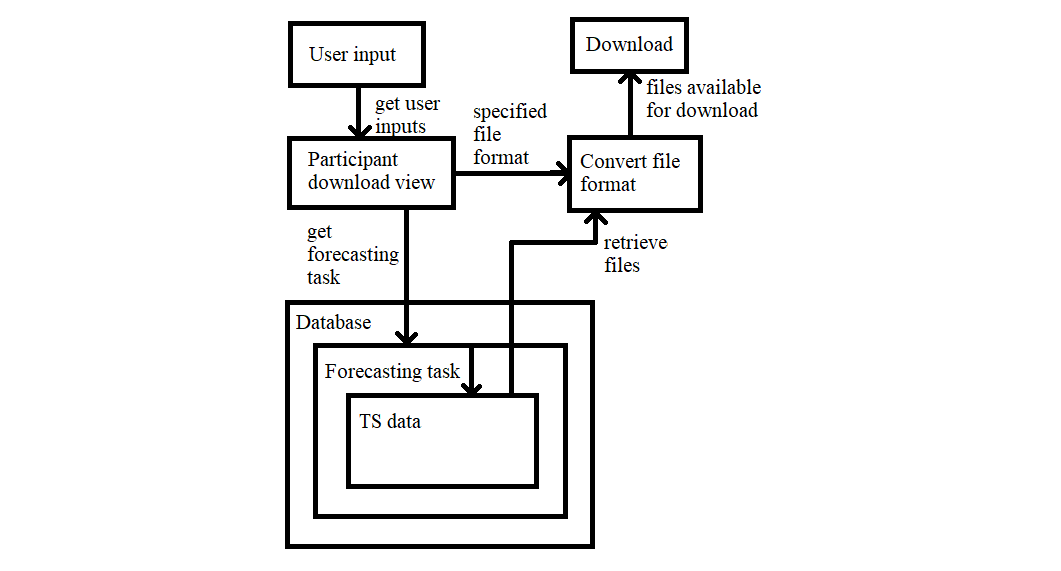 User input
Download
get user
inputs
specified
file
format
files available
for download
Participant
download view
Convert file
format
get
forecasting
task
retrieve
files
Database
Forecasting task
TS data